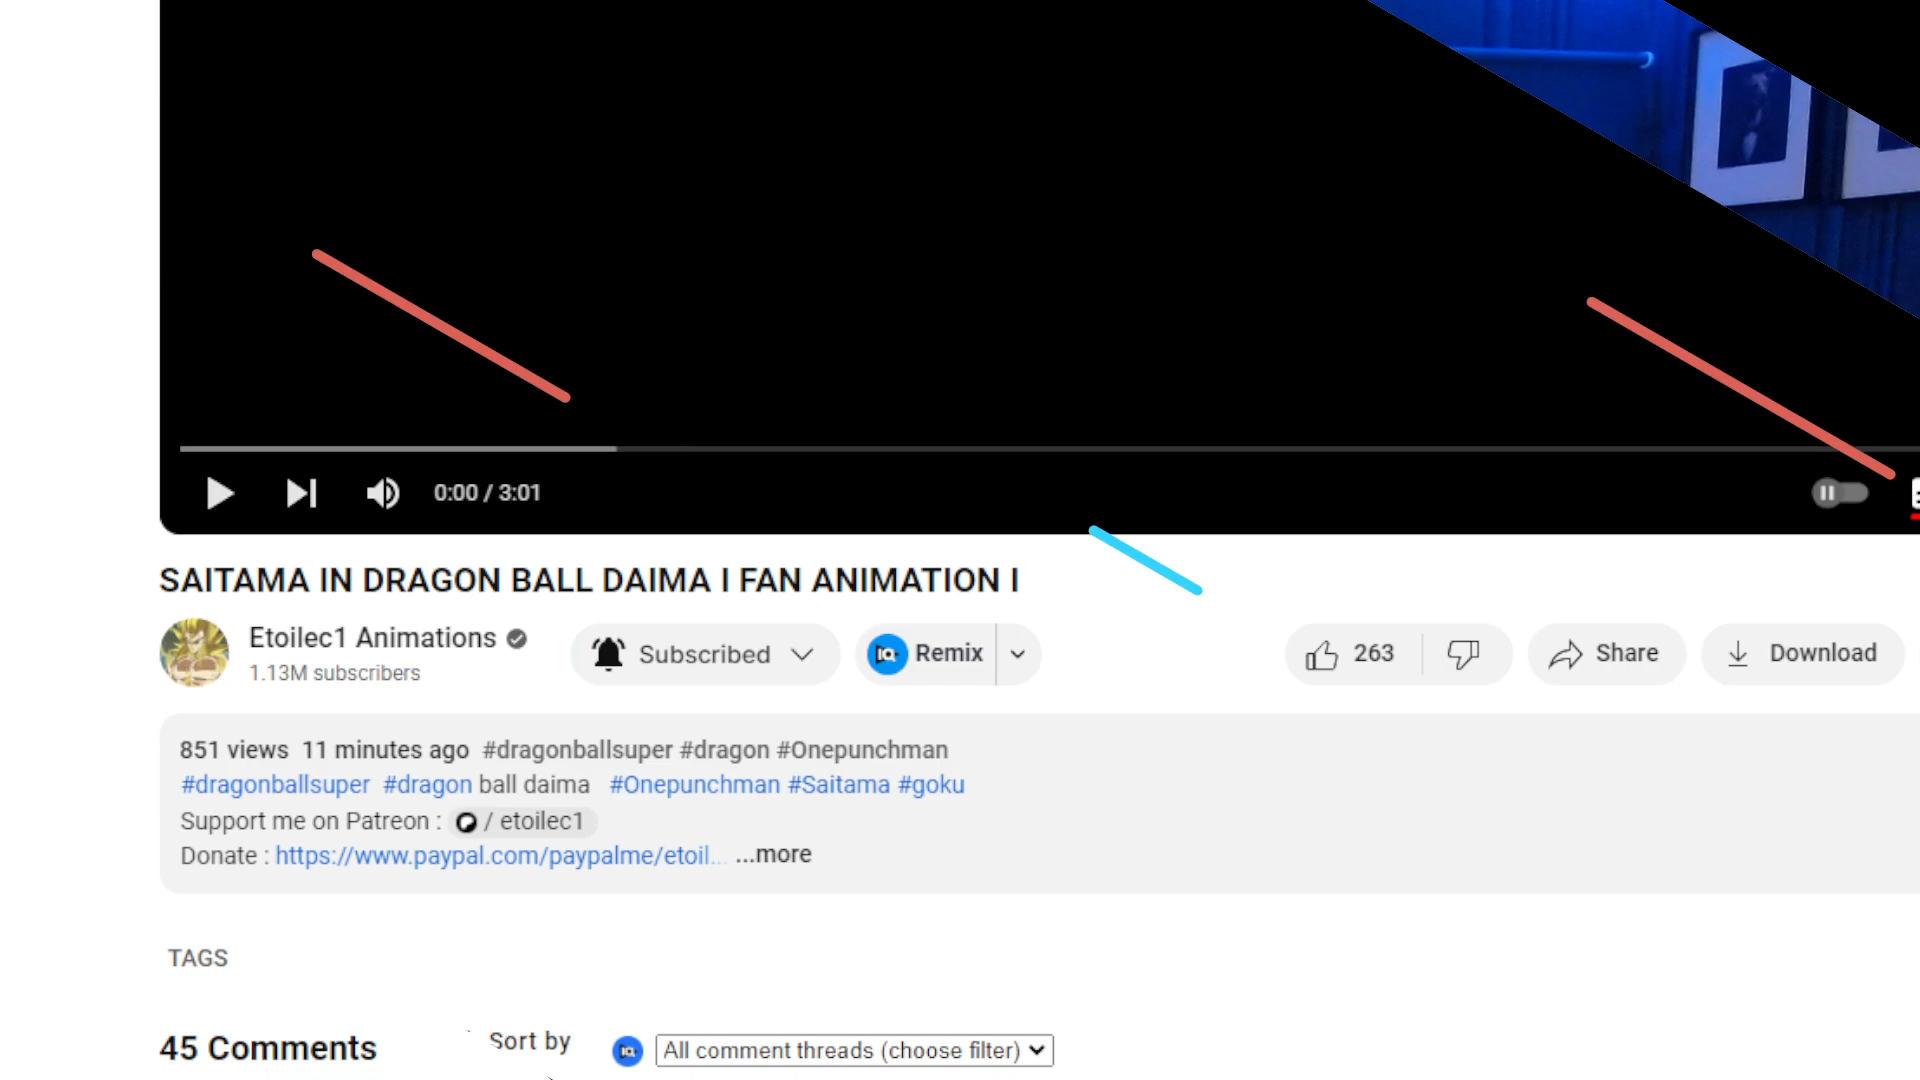 0:00 / 3:01
SAITAMA IN DRAGON BALL DAIMA I FAN ANIMATION I
Etoilec1 Animations
1.13M subscribers
Subscribed
Remix
263
Share
Download
851 views 11 minutes ago #dragonballsuper #dragon #Onepunchman
#dragonballsuper #dragon ball daima #Onepunchman #Saitama #goku
Support me on Patreon : / etoilec1
Donate : https://www.paypal.com/paypalme/etoil... ...more
TAGS
45 Comments
Sort by
All comment threads (choose filter)